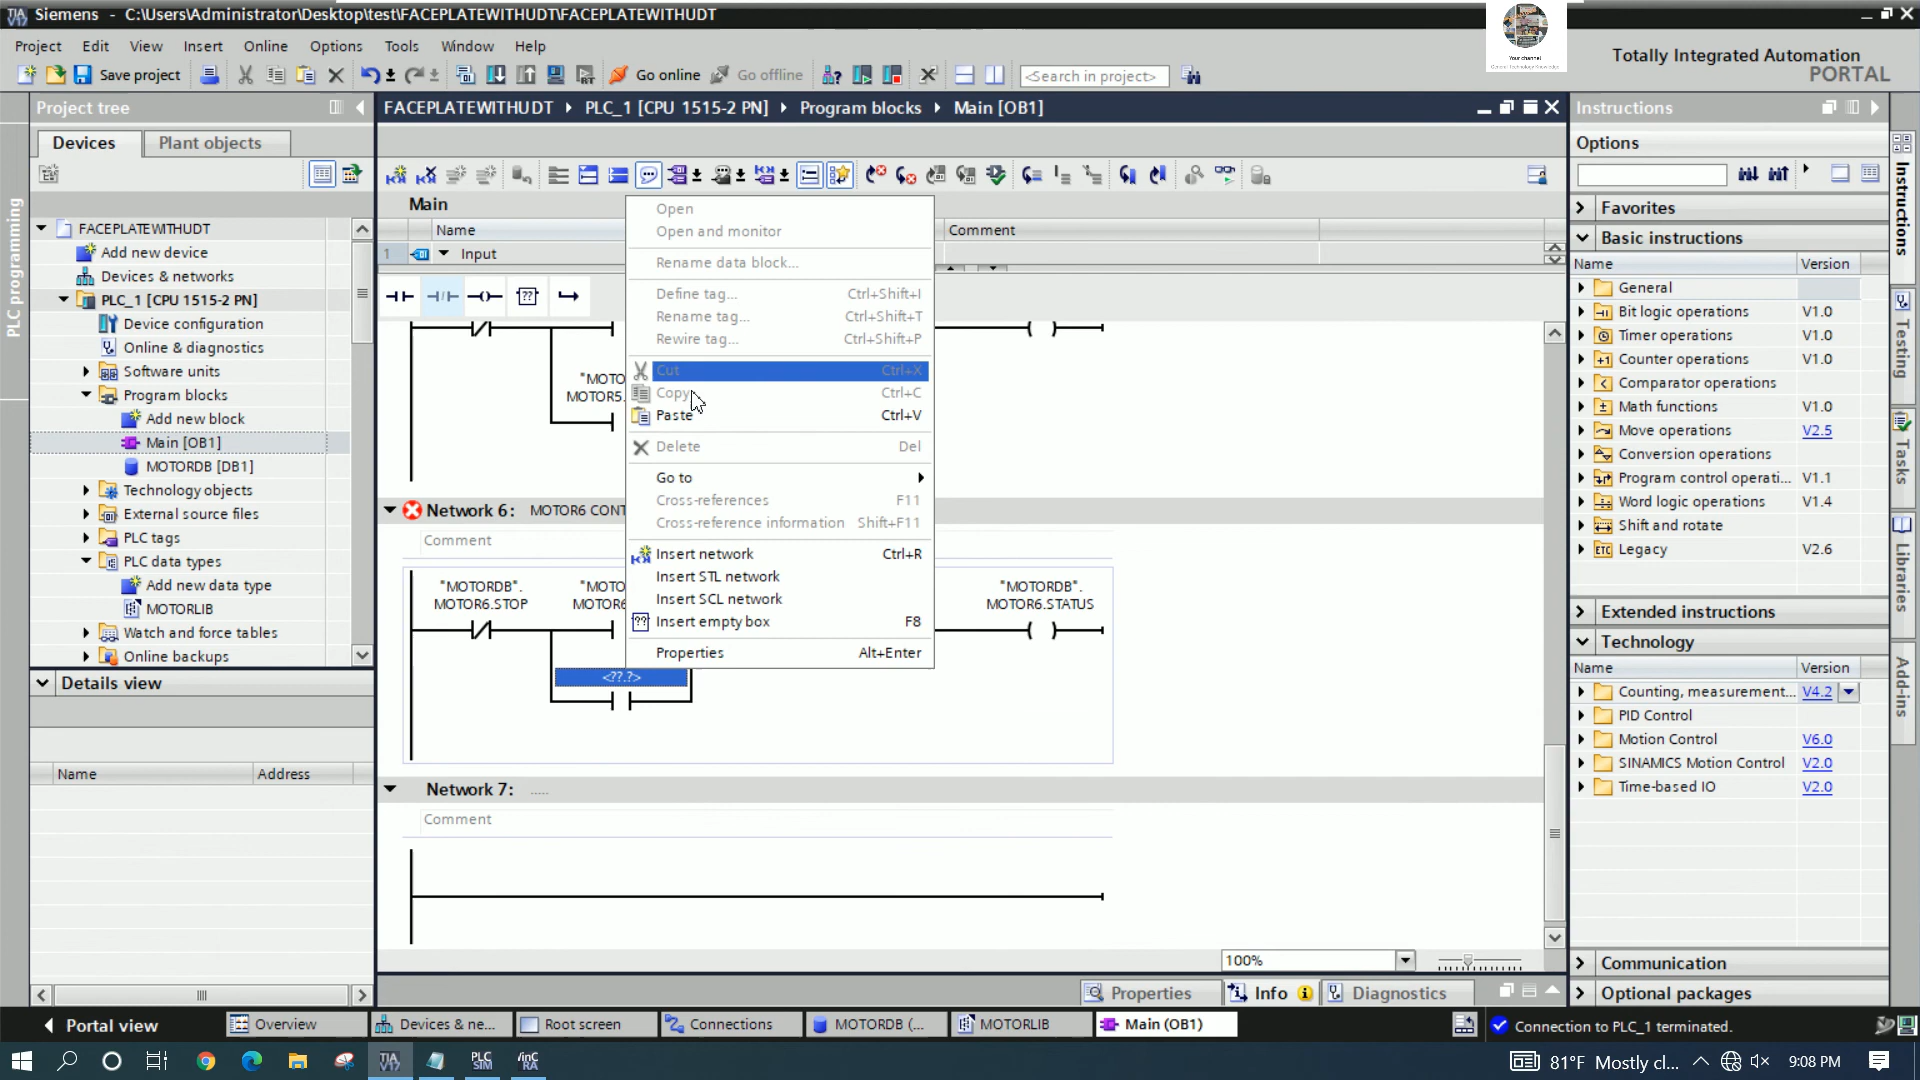 Siemens - C:\Users\Administrator\Desktop\test\FACEPLATEWITHUDT\FACEPLATEWITHUDT
Project Edit View Insert Online Options Tools Window Help
Save project
Go online
Go offline
<Search in project>
Your channel
Totally Integrated Automation
PORTAL
Project tree
FACEPLATEWITHUDT PLC_1 [CPU 1515-2 PN] Program blocks Main [OB1]
Instructions
Devices
Plant objects
Options
PLC programming
Main
Name
Comment
1 Input
FACEPLATEWITHUDT
Add new device
Devices & networks
PLC_1 [CPU 1515-2 PN]
Device configuration
Online & diagnostics
Software units
Program blocks
Add new block
Main [OB1]
MOTORDB [DB1]
Technology objects
External source files
PLC tags
PLC data types
Add new data type
MOTORLIB
Watch and force tables
Online backups
Details view
Name Address
Open
Open and monitor
Rename data block...
Define tag... Ctrl+Shift+I
Rename tag... Ctrl+Shift+T
Rewire tag... Ctrl+Shift+P
Cut Ctrl+X
Copy Ctrl+C
Paste Ctrl+V
Delete Del
Go to
Cross-references F11
Cross-reference information Shift+F11
Insert network Ctrl+R
Insert STL network
Insert SCL network
Insert empty box F8
Properties Alt+Enter
"MOTO
MOTOR5.
Network 6: MOTOR6 CONT
Comment
"MOTORDB".
MOTOR6.STOP
"MOTO
MOTOR6
"MOTORDB".
MOTOR6.STATUS
<??.?>
Network 7: .....
Comment
100%
Favorites
Basic instructions
Name Version
General
Bit logic operations V1.0
Timer operations V1.0
Counter operations V1.0
Comparator operations
Math functions
Move operations V2.5
Conversion operations
Program control operati... V1.1
Word logic operations V1.4
Shift and rotate
Legacy V2.6
Extended instructions
Technology
Name Version
Counting, measurement... V4.2
PID Control
Motion Control V6.0
SINAMICS Motion Control V2.0
Time-based IO V2.0
Communication
Optional packages
Instructions
Testing
Tasks
Libraries
Add-ins
Properties
Info
Diagnostics
Portal view
Overview
Devices & ne...
Root screen
Connections
MOTORDB (...
MOTORLIB
Main (OB1)
Connection to PLC_1 terminated.
81°F Mostly cl...
9:08 PM